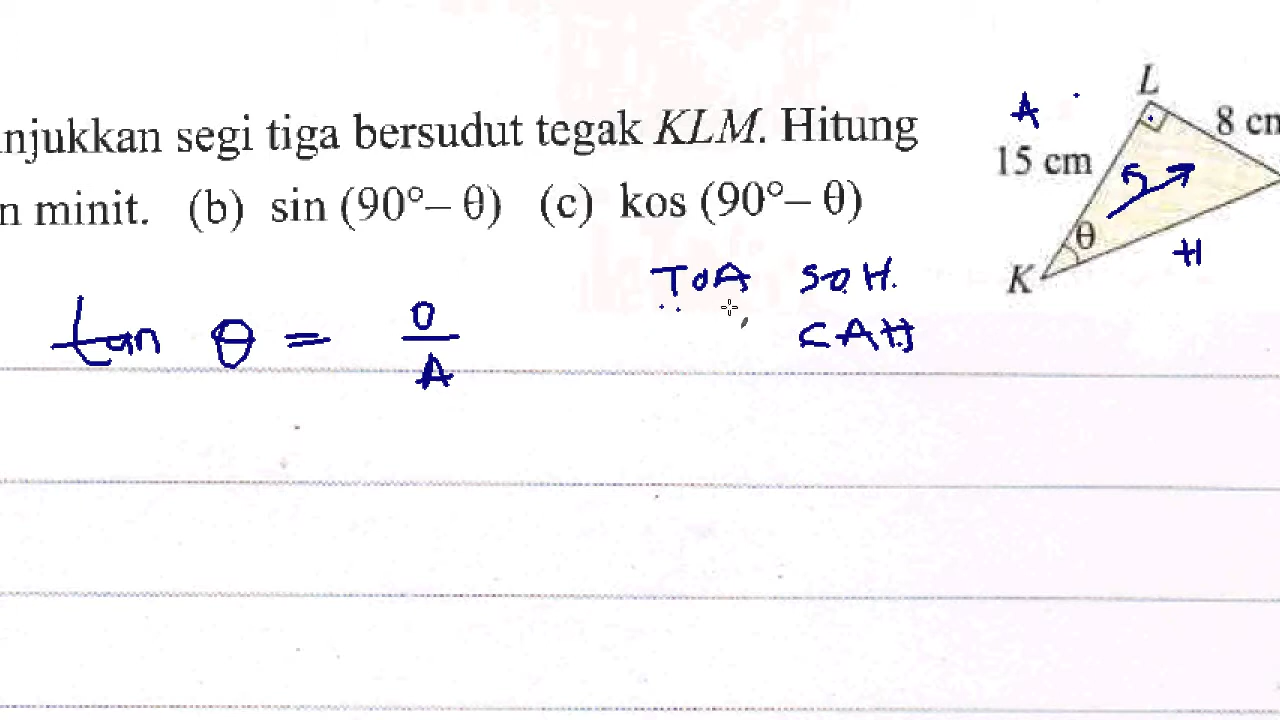 njukkan segi tiga bersudut tegak KLM. Hitung
n minit. (b) sin (90°– θ) (c) kos (90°– θ)
L
A
8 cm
15 cm
θ
K
H
TOA SOH.
CAH
tan θ = O/A